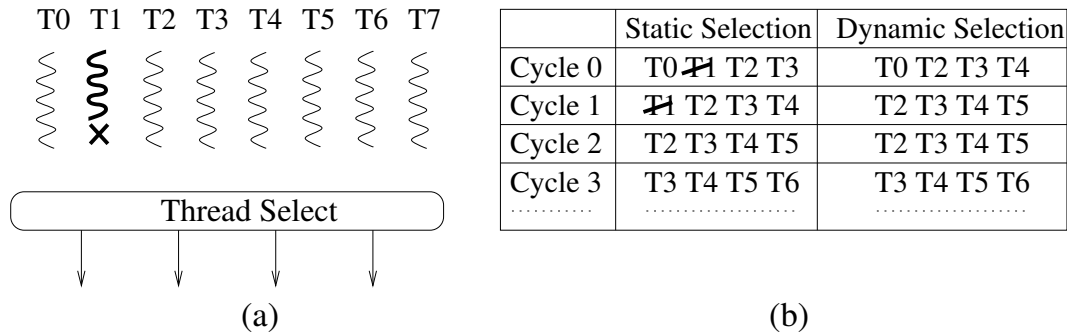 T0 T1 T2 T3 T4 T5 T6 T7
Thread Select
(a)
Static Selection Dynamic Selection
Cycle 0 T0 T1 T2 T3 T0 T2 T3 T4
Cycle 1 T1 T2 T3 T4 T2 T3 T4 T5
Cycle 2 T2 T3 T4 T5 T2 T3 T4 T5
Cycle 3 T3 T4 T5 T6 T3 T4 T5 T6
........... ................... ...................
(b)